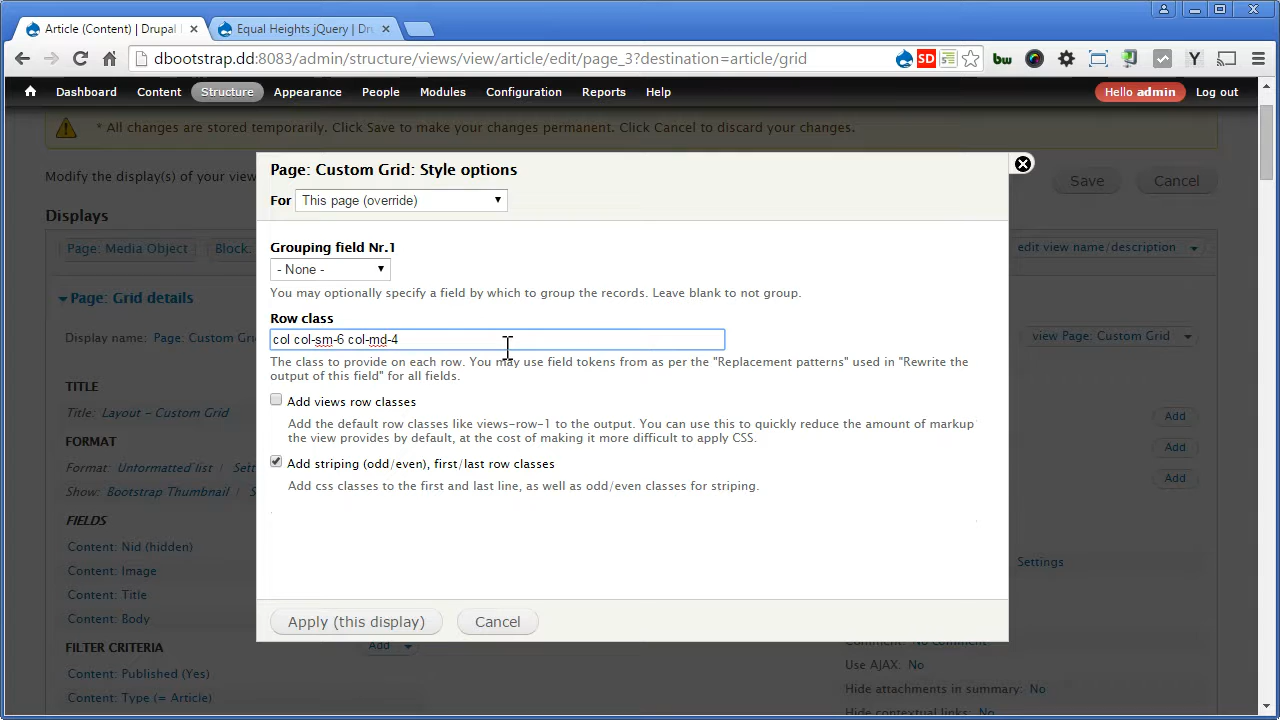 Article (Content) | Drupal
Equal Heights jQuery | Dru
dbootstrap.dd:8083/admin/structure/views/view/article/edit/page_3?destination=article/grid
SD
bw
Y
Dashboard Content Structure Appearance People Modules Configuration Reports Help Hello admin Log out
* All changes are stored temporarily. Click Save to make your changes permanent. Click Cancel to discard your changes.
Page: Custom Grid: Style options
Modify the display(s) of your view
Save Cancel
For This page (override)
Displays
Page: Media Object Block: edit view name/description
Grouping field Nr.1
- None -
You may optionally specify a field by which to group the records. Leave blank to not group.
Page: Grid details
Row class
Display name: Page: Custom Gri view Page: Custom Grid
col col-sm-6 col-md-4
The class to provide on each row. You may use field tokens from as per the "Replacement patterns" used in "Rewrite the
output of this field" for all fields.
TITLE
Title: Layout - Custom Grid
Add
Add views row classes
Add the default row classes like views-row-1 to the output. You can use this to quickly reduce the amount of markup
the view provides by default, at the cost of making it more difficult to apply CSS.
FORMAT
Add
Format: Unformatted list | Sett
Add striping (odd/even), first/last row classes
Add css classes to the first and last line, as well as odd/even classes for striping.
Show: Bootstrap Thumbnail |
Add
FIELDS
Content: Nid (hidden)
Settings
Content: Image
Content: Title
Content: Body
Apply (this display) Cancel
FILTER CRITERIA
Add
Comment: No comment
Use AJAX: No
Content: Published (Yes)
Hide attachments in summary: No
Content: Type (= Article)
Hide contextual links: No